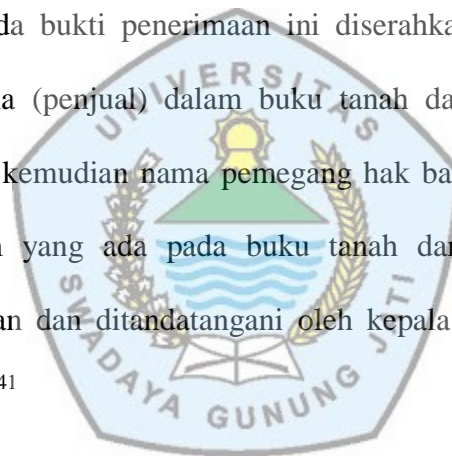 da bukti penerimaan ini diserahka
a (penjual) dalam buku tanah da
kemudian nama pemegang hak ba
yang ada pada buku tanah dan
an dan ditandatangani oleh kepala
41
UNIVERSITAS
SWADAYA GUNUNG JATI